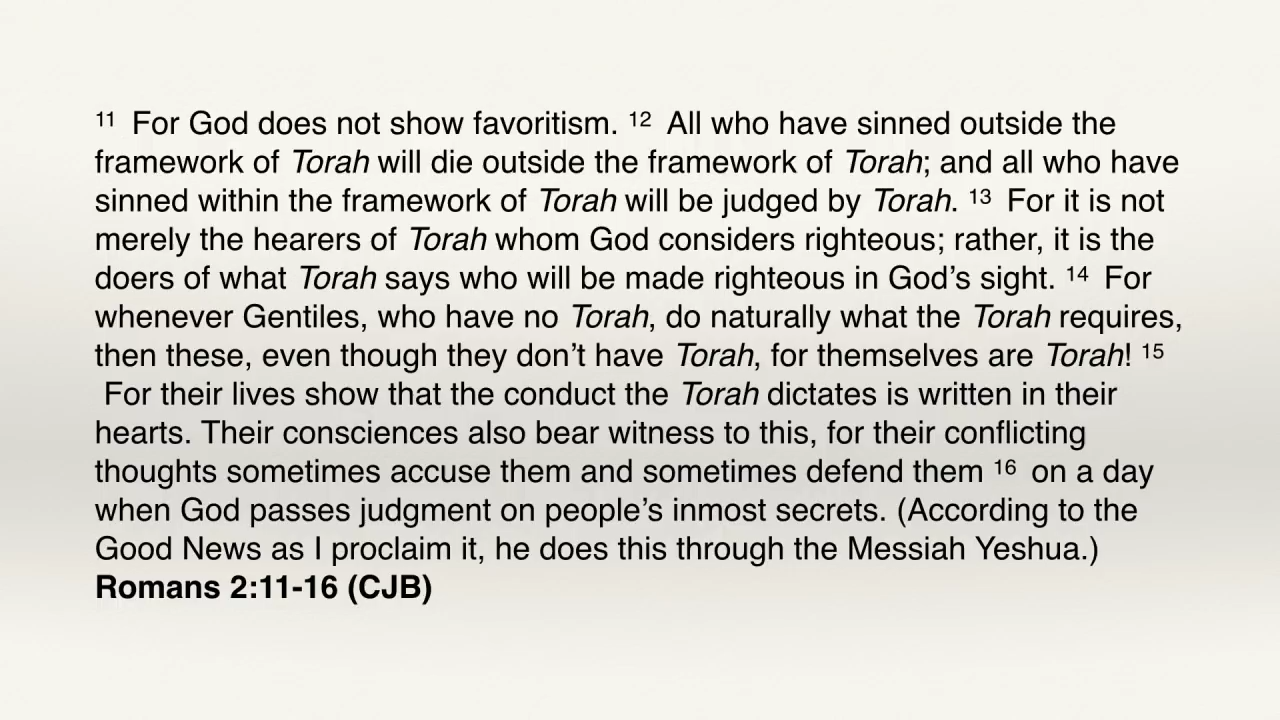 11 For God does not show favoritism. 12 All who have sinned outside the
framework of Torah will die outside the framework of Torah; and all who have
sinned within the framework of Torah will be judged by Torah. 13 For it is not
merely the hearers of Torah whom God considers righteous; rather, it is the
doers of what Torah says who will be made righteous in God’s sight. 14 For
whenever Gentiles, who have no Torah, do naturally what the Torah requires,
then these, even though they don’t have Torah, for themselves are Torah! 15
For their lives show that the conduct the Torah dictates is written in their
hearts. Their consciences also bear witness to this, for their conflicting
thoughts sometimes accuse them and sometimes defend them 16 on a day
when God passes judgment on people’s inmost secrets. (According to the
Good News as I proclaim it, he does this through the Messiah Yeshua.)
Romans 2:11-16 (CJB)